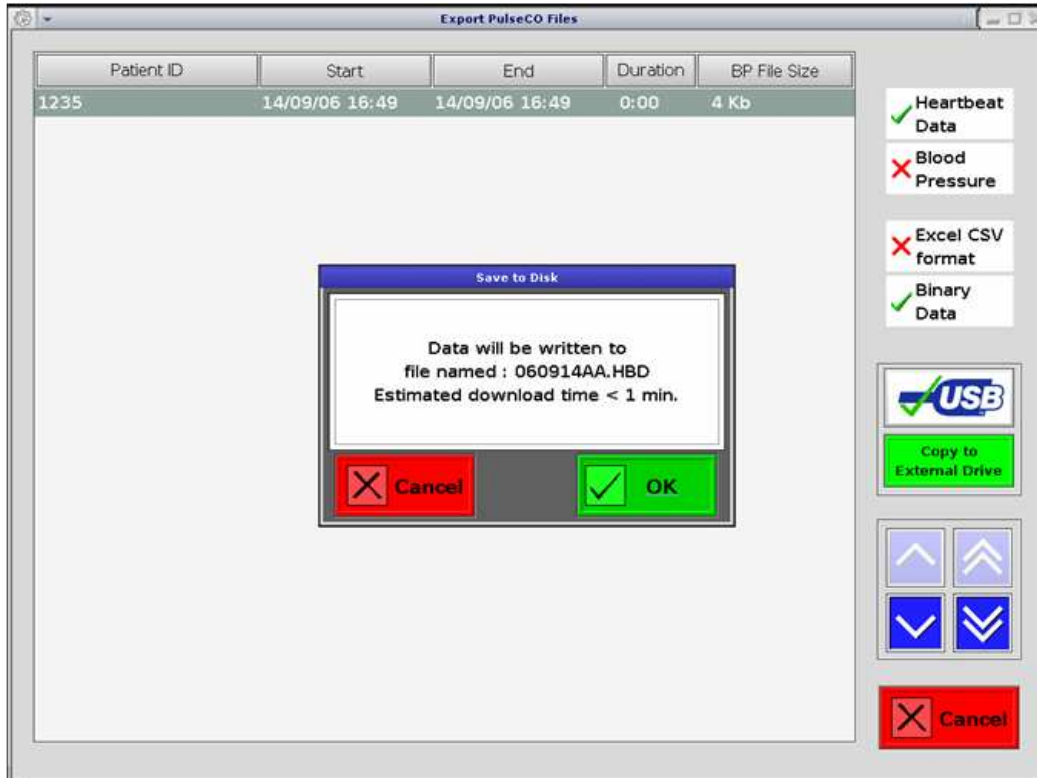 Export PulseCO Files
Patient ID Start End Duration BP File Size
1235 14/09/06 16:49 14/09/06 16:49 0:00 4 Kb
Heartbeat
Data
Blood
Pressure
Excel CSV
format
Binary
Data
Save to Disk
Data will be written to
file named : 060914AA.HBD
Estimated download time < 1 min.
Cancel OK
USB
Copy to
External Drive
Cancel